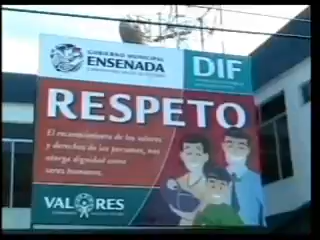 GOBIERNO MUNICIPAL
ENSENADA
DIF
RESPETO
El reconocimiento de los valores
y derechos de las personas, nos
otorga dignidad como
seres humanos.
VALORES